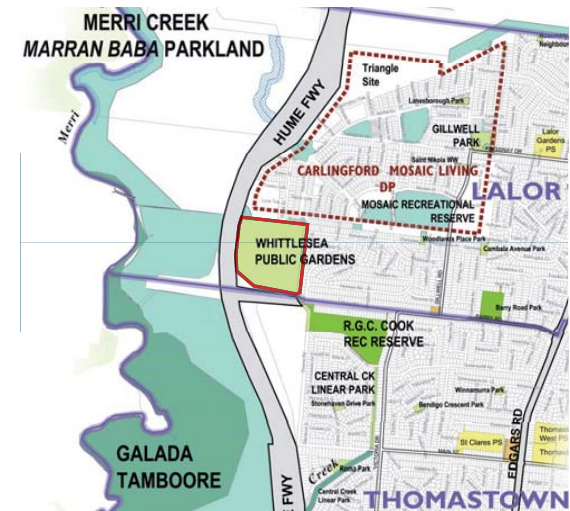 MERRI CREEK
MARRAN BABA PARKLAND
Merri
HUME FWY
Triangle
Site
Lanesborough Park
GILLWELL
PARK
Lalor
Gardens
PS
Saint Nikola WW
CARLINGFORD MOSAIC LIVING
DP
LALOR
MOSAIC RECREATIONAL
RESERVE
WHITTLESEA
PUBLIC GARDENS
Woodlands Place Park
Cambala Avenue Park
Barry Road Park
R.G.C. COOK
REC RESERVE
CENTRAL CK
LINEAR PARK
Stonehaven Drive Park
Winnamurra Park
Bendigo Crescent Park
EDGARS RD
St Clares PS
Thomas
West PS
Thomas
GALADA
TAMBOORE
Creek
Roma Park
Central Creek
Linear Park
FWY
THOMASTOWN